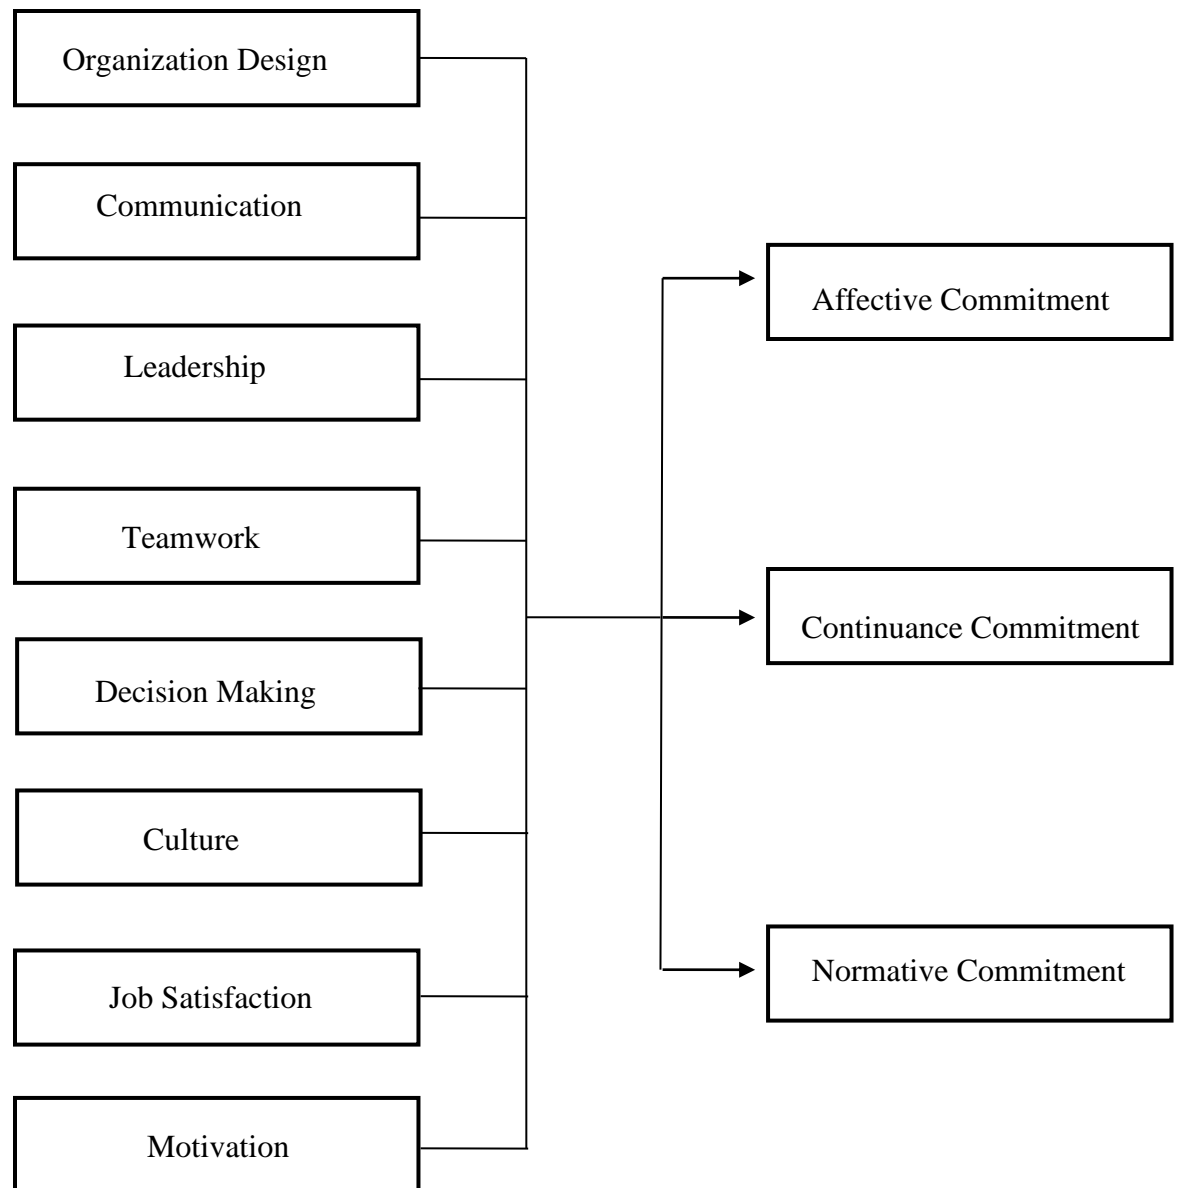 Organization Design
Communication
Leadership
Teamwork
Decision Making
Culture
Job Satisfaction
Motivation
Affective Commitment
Continuance Commitment
Normative Commitment